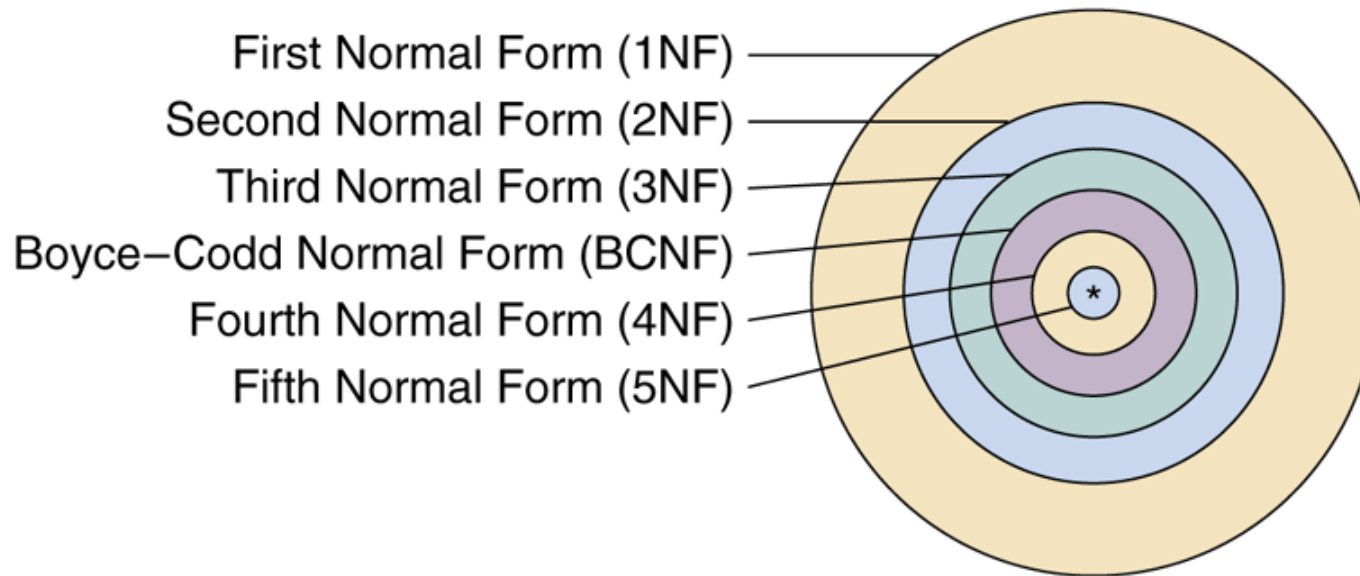 First Normal Form (1NF)
Second Normal Form (2NF)
Third Normal Form (3NF)
Boyce–Codd Normal Form (BCNF)
Fourth Normal Form (4NF)
Fifth Normal Form (5NF)
*